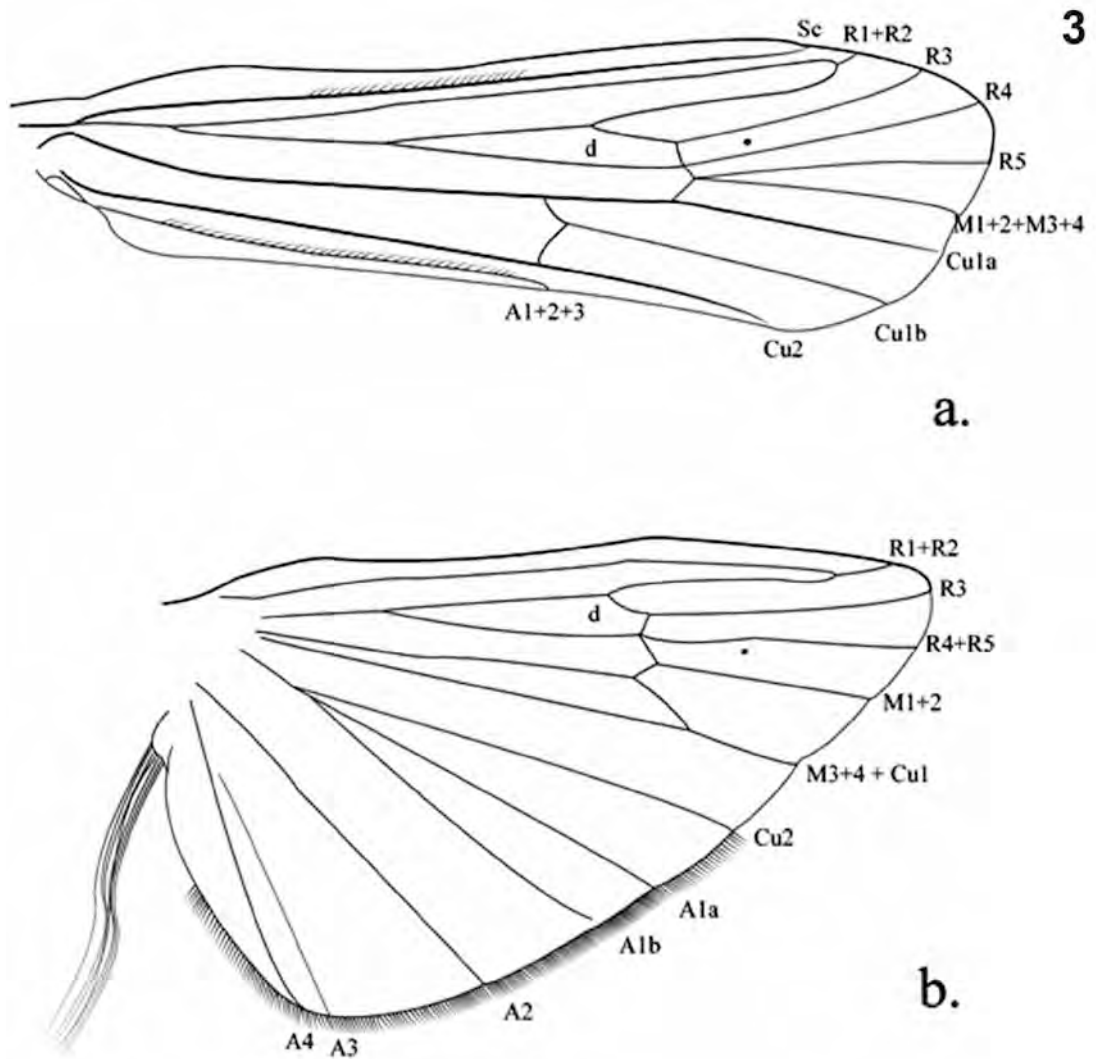 3
Sc
R1+R2
R3
R4
d
R5
M1+2+M3+4
Cu1a
A1+2+3
Cu1b
Cu2
a.
R1+R2
R3
d
R4+R5
M1+2
M3+4 + Cu1
Cu2
A1a
A1b
A2
A4
A3
b.